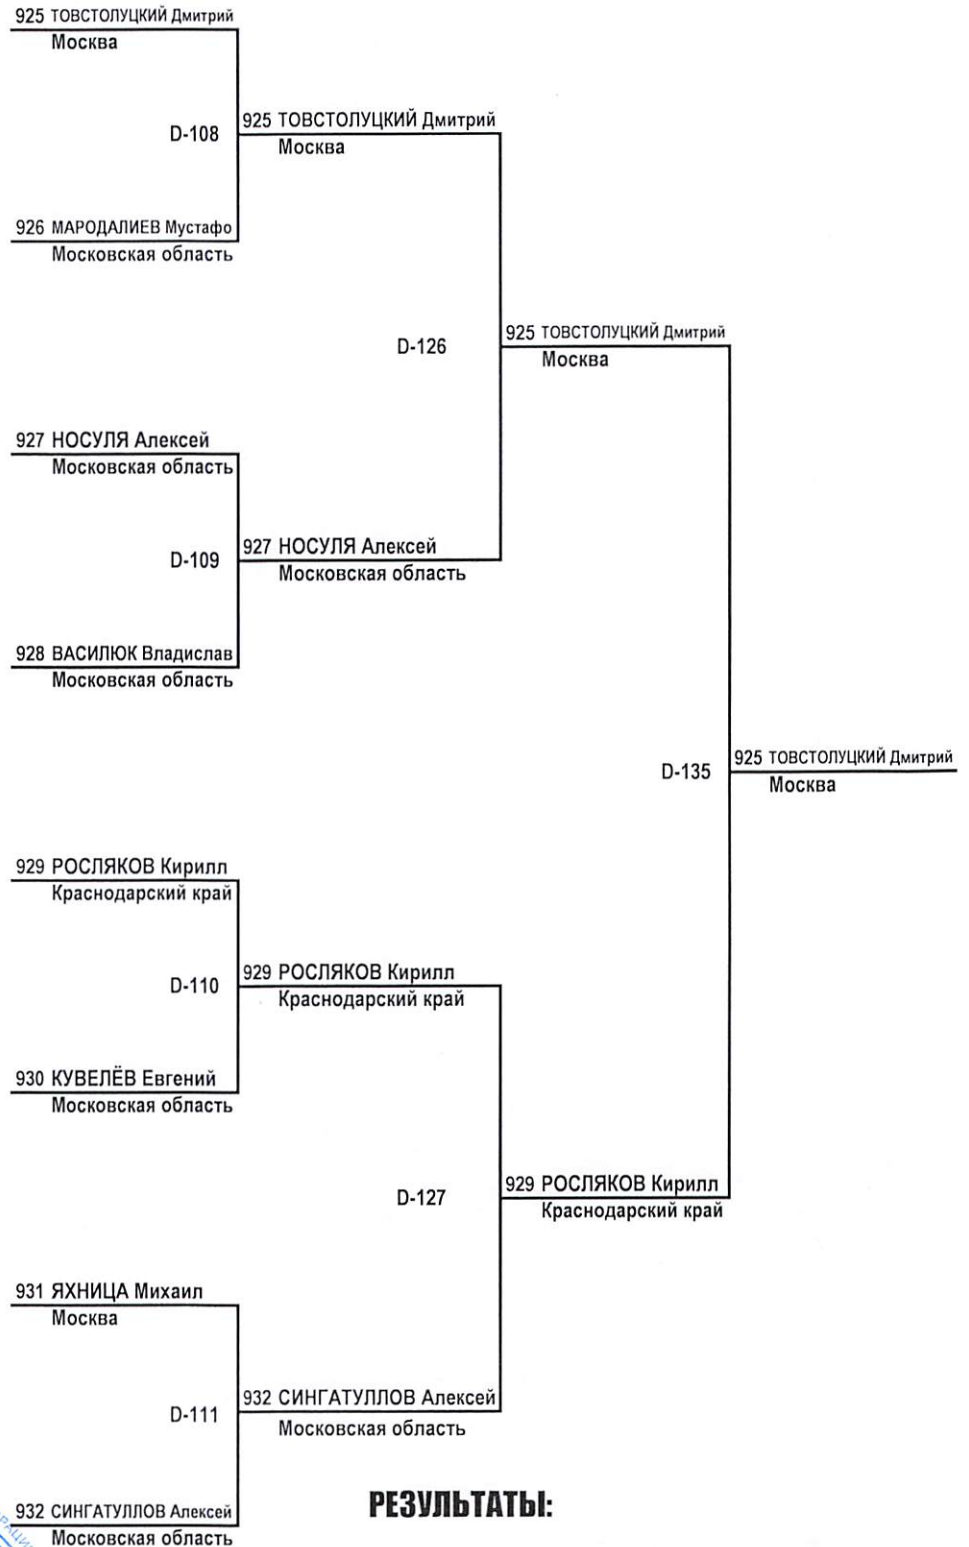 925 ТОВСТОЛУЦКИЙ Дмитрий
Москва
D-108
925 ТОВСТОЛУЦКИЙ Дмитрий
Москва
926 МАРОДАЛИЕВ Мустафо
Московская область
D-126
925 ТОВСТОЛУЦКИЙ Дмитрий
Москва
927 НОСУЛЯ Алексей
Московская область
D-109
927 НОСУЛЯ Алексей
Московская область
928 ВАСИЛЮК Владислав
Московская область
D-135
925 ТОВСТОЛУЦКИЙ Дмитрий
Москва
929 РОСЛЯКОВ Кирилл
Краснодарский край
D-110
929 РОСЛЯКОВ Кирилл
Краснодарский край
930 КУВЕЛЁВ Евгений
Московская область
D-127
929 РОСЛЯКОВ Кирилл
Краснодарский край
931 ЯХНИЦА Михаил
Москва
D-111
932 СИНГАТУЛЛОВ Алексей
Московская область
932 СИНГАТУЛЛОВ Алексей
Московская область
РЕЗУЛЬТАТЫ: